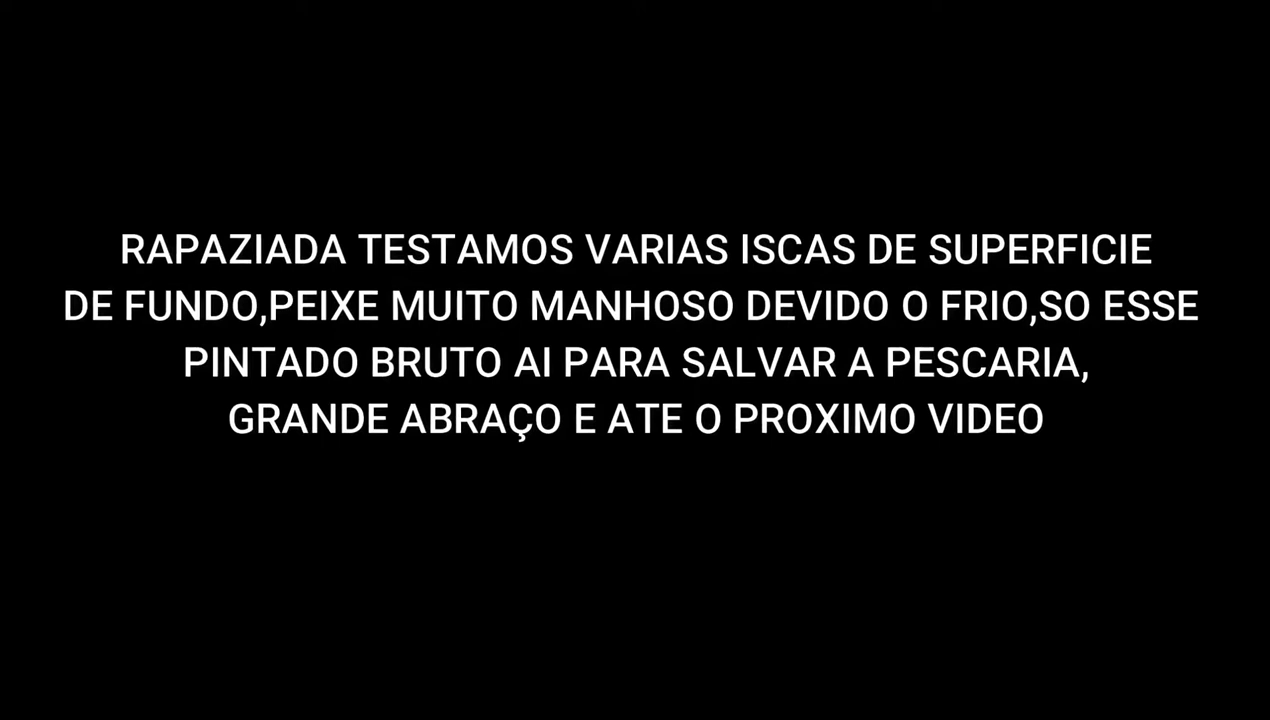 RAPAZIADA TESTAMOS VARIAS ISCAS DE SUPERFICIE
DE FUNDO,PEIXE MUITO MANHOSO DEVIDO O FRIO,SO ESSE
PINTADO BRUTO AI PARA SALVAR A PESCARIA,
GRANDE ABRAÇO E ATE O PROXIMO VIDEO